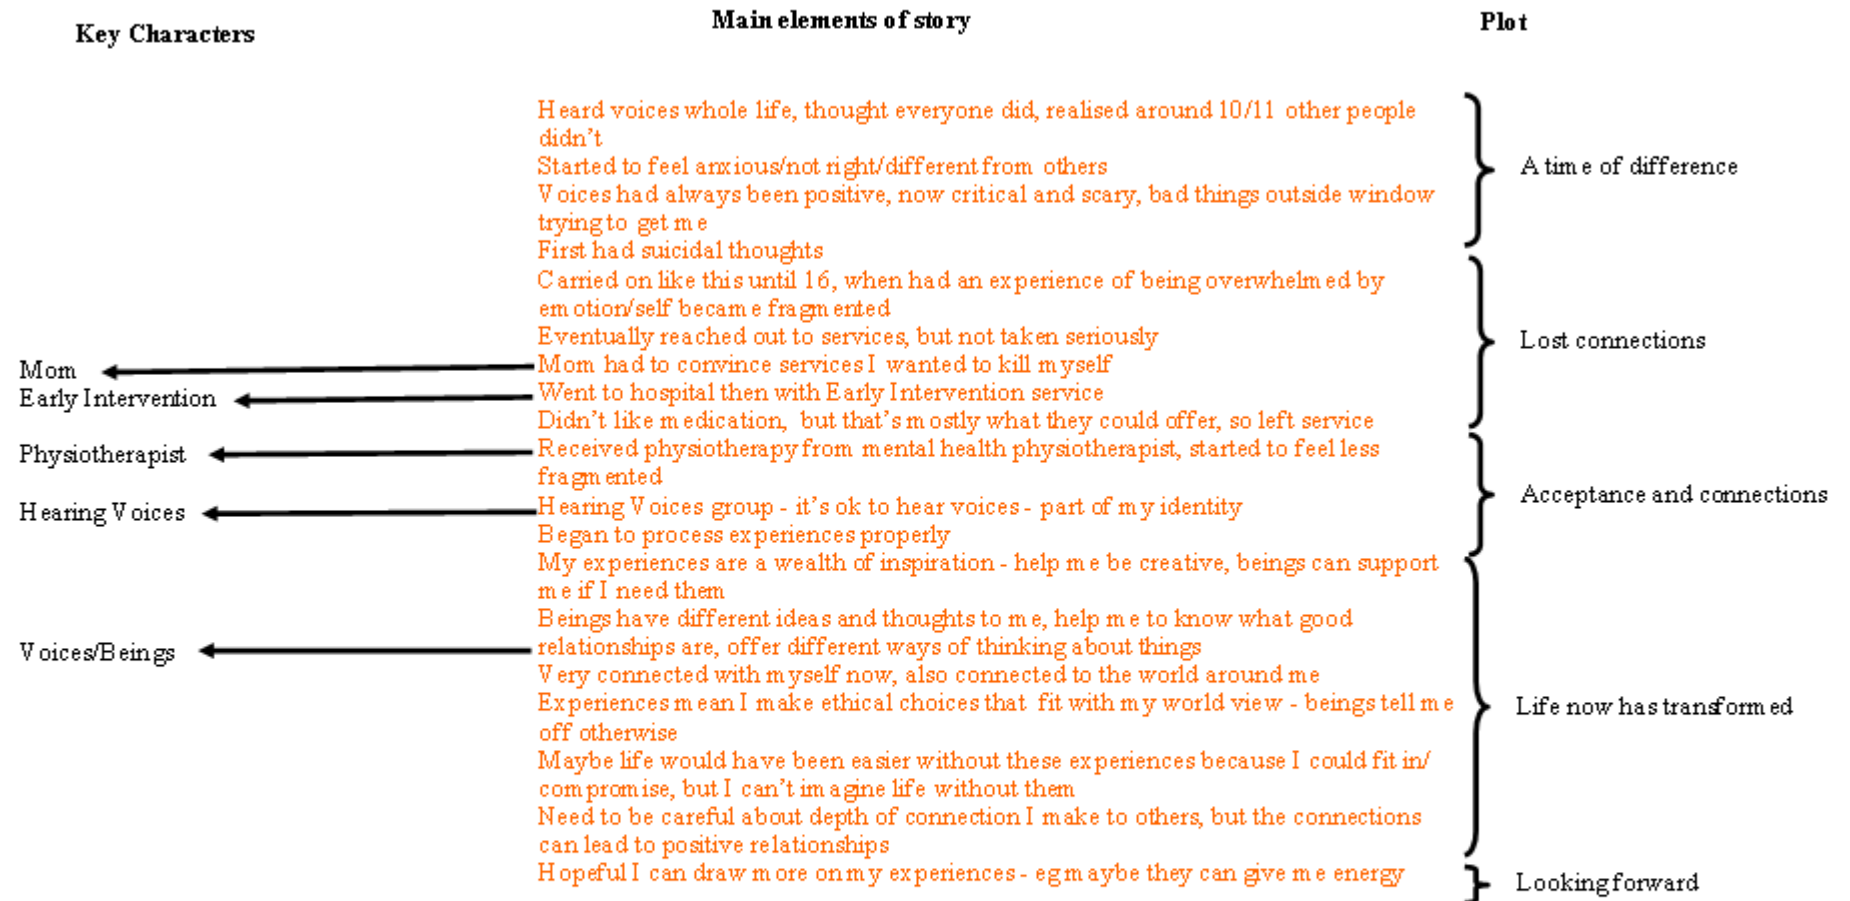 Key Characters
Main elements of story
Plot
Heard voices whole life, thought everyone did, realised around 10/11 other people
didn't
Started to feel anxious/not right/different from others
Voices had always been positive, now critical and scary, bad things outside window
trying to get me
First had suicidal thoughts
A time of difference
Carried on like this until 16, when had an experience of being overwhelmed by
emotion/self became fragmented
Eventually reached out to services, but not taken seriously
Lost connections
Mom
Mom had to convince services I wanted to kill myself
Early Intervention
Went to hospital then with Early Intervention service
Didn't like medication, but that's mostly what they could offer, so left service
Physiotherapist
Received physiotherapy from mental health physiotherapist, started to feel less
fragmented
Acceptance and connections
Hearing Voices
Hearing Voices group - it's ok to hear voices - part of my identity
Began to process experiences properly
My experiences are a wealth of inspiration - help me be creative, beings can support
me if I need them
Beings have different ideas and thoughts to me, help me to know what good
Voices/Beings
relationships are, offer different ways of thinking about things
Very connected with myself now, also connected to the world around me
Experiences mean I make ethical choices that fit with my world view - beings tell me
off otherwise
Life now has transformed
Maybe life would have been easier without these experiences because I could fit in/
compromise, but I can't imagine life without them
Need to be careful about depth of connection I make to others, but the connections
can lead to positive relationships
Hopeful I can draw more on my experiences - eg maybe they can give me energy
Looking forward